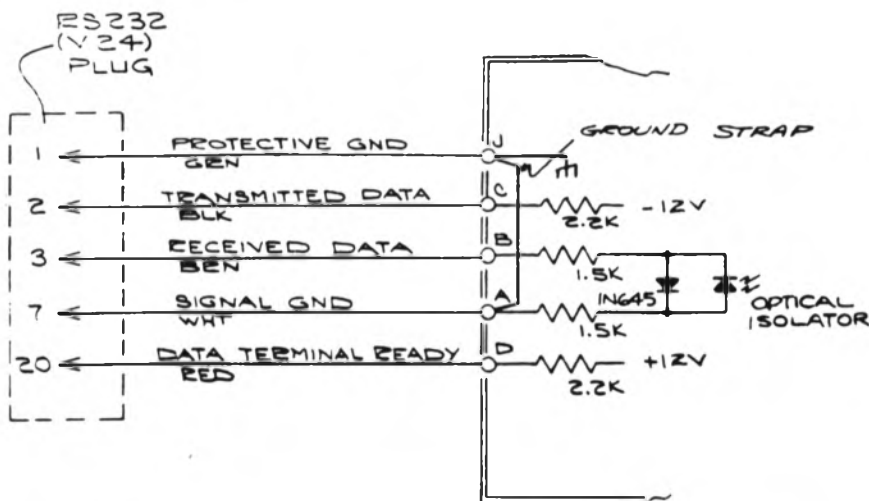 RS232
(V24)
PLUG
1
PROTECTIVE GND
GRN
J
GROUND STRAP
2
TRANSMITTED DATA
BLK
C
2.2K
-12V
3
RECEIVED DATA
BRN
B
1.5K
7
SIGNAL GND
WHT
A
1.5K
IN645
OPTICAL
ISOLATOR
20
DATA TERMINAL READY
RED
D
2.2K
+12V